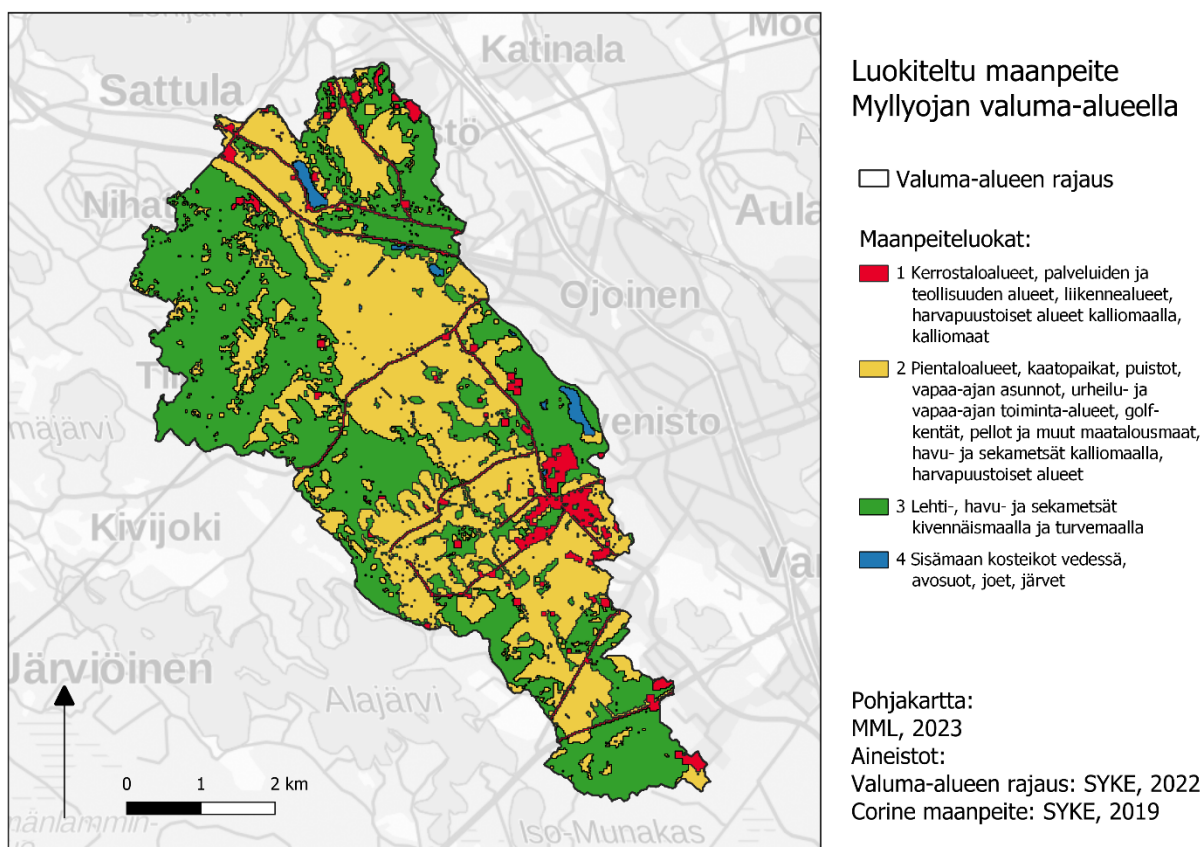 Katinala
Sattula
Luokiteltu maanpeite
Myllyojan valuma-alueella
Valuma-alueen rajaus
Aula
Ojoinen
Maanpeiteluokat:
1 Kerrostaloalueet, palveluiden ja
teollisuuden alueet, liikennealueet,
harvapuustoiset alueet kalliomaalla,
kalliomaat
2 Pientaloalueet, kaatopaikat, puistot,
vapaa-ajan asunnot, urheilu- ja
vapaa-ajan toiminta-alueet, golf-
kentät, pellot ja muut maatalousmaat,
havu- ja sekametsät kalliomaalla,
harvapuustoiset alueet
3 Lehti-, havu- ja sekametsät
kivennäismaalla ja turvemaalla
4 Sisämaan kosteikot vedessä,
avosuot, joet, järvet
Kivijoki
Järviöinen
Alajärvi
0 1 2 km
Iso-Munakas
Pohjakartta:
MML, 2023
Aineistot:
Valuma-alueen rajaus: SYKE, 2022
Corine maanpeite: SYKE, 2019